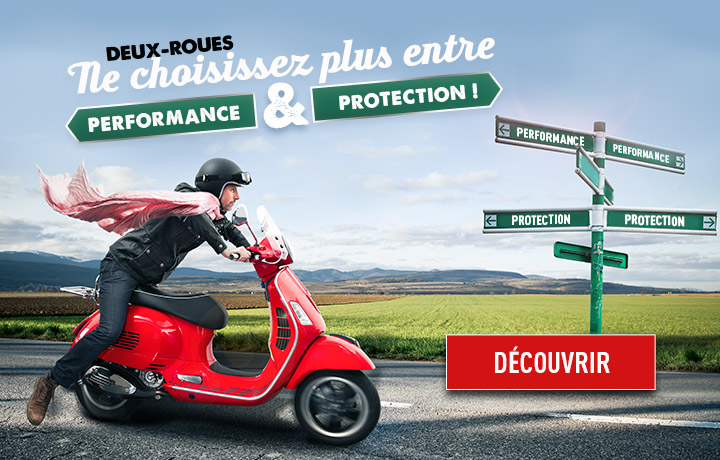 DEUX-ROUES
Ne choisissez plus entre
PERFORMANCE & PROTECTION !
PERFORMANCE PERFORMANCE
PROTECTION PROTECTION
DÉCOUVRIR